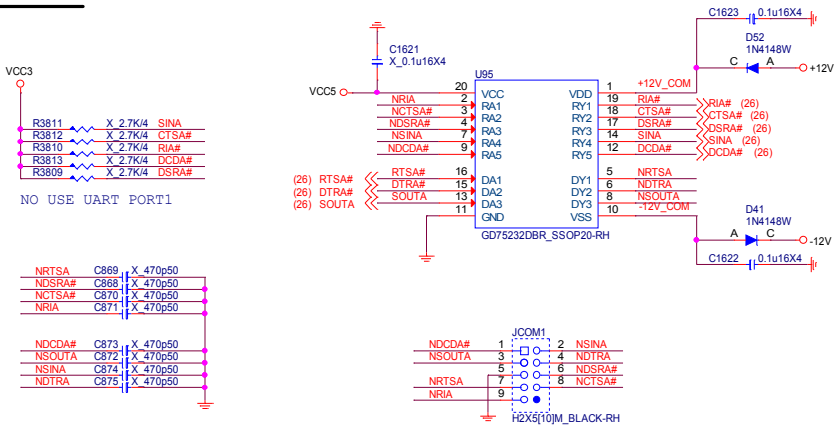 C1623 0.1u16X4
D52
1N4148W
C A +12V
C1621
X_0.1u16X4
VCC3
VCC5
U95
+12V_COM
20 VCC VDD 1
NRIA 2 RA1 RY1 19 RIA# RIA# (26)
NCTSA# 3 RA2 RY2 18 CTSA# CTSA# (26)
NDSRA# 4 RA3 RY3 17 DSRA# DSRA# (26)
NSINA 7 RA4 RY4 14 SINA SINA (26)
NDCDA# 9 RA5 RY5 12 DCDA# DCDA# (26)
(26) RTSA# RTSA# 16 DA1 DY1 5 NRTSA
(26) DTRA# DTRA# 15 DA2 DY2 6 NDTRA
(26) SOUTA SOUTA 13 DA3 DY3 8 NSOUTA
11 GND VSS 10 -12V_COM
GD75232DBR_SSOP20-RH
R3811 X_2.7K/4 SINA
R3812 X_2.7K/4 CTSA#
R3810 X_2.7K/4 RIA#
R3813 X_2.7K/4 DCDA#
R3809 X_2.7K/4 DSRA#
NO USE UART PORT1
D41
1N4148W
A C -12V
C1622 0.1u16X4
NRTSA C869 X_470p50
NDSRA# C868 X_470p50
NCTSA# C870 X_470p50
NRIA C871 X_470p50
NDCDA# C873 X_470p50
NSOUTA C872 X_470p50
NSINA C874 X_470p50
NDTRA C875 X_470p50
JCOM1
NDCDA# 1 2 NSINA
NSOUTA 3 4 NDTRA
5 6 NDSRA#
NRTSA 7 8 NCTSA#
NRIA 9
H2X5[10]M_BLACK-RH